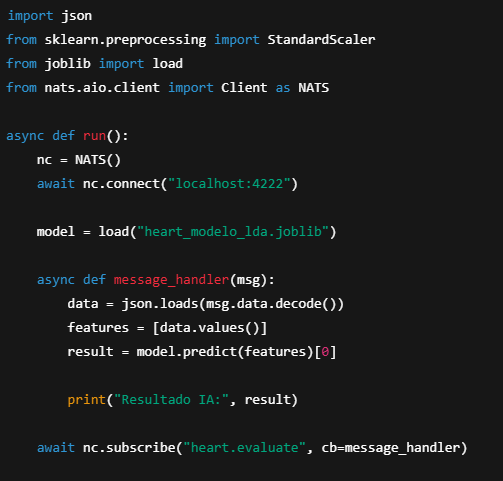 import json
from sklearn.preprocessing import StandardScaler
from joblib import load
from nats.aio.client import Client as NATS

async def run():
    nc = NATS()
    await nc.connect("localhost:4222")

    model = load("heart_modelo_lda.joblib")

    async def message_handler(msg):
        data = json.loads(msg.data.decode())
        features = [data.values()]
        result = model.predict(features)[0]

        print("Resultado IA:", result)

    await nc.subscribe("heart.evaluate", cb=message_handler)